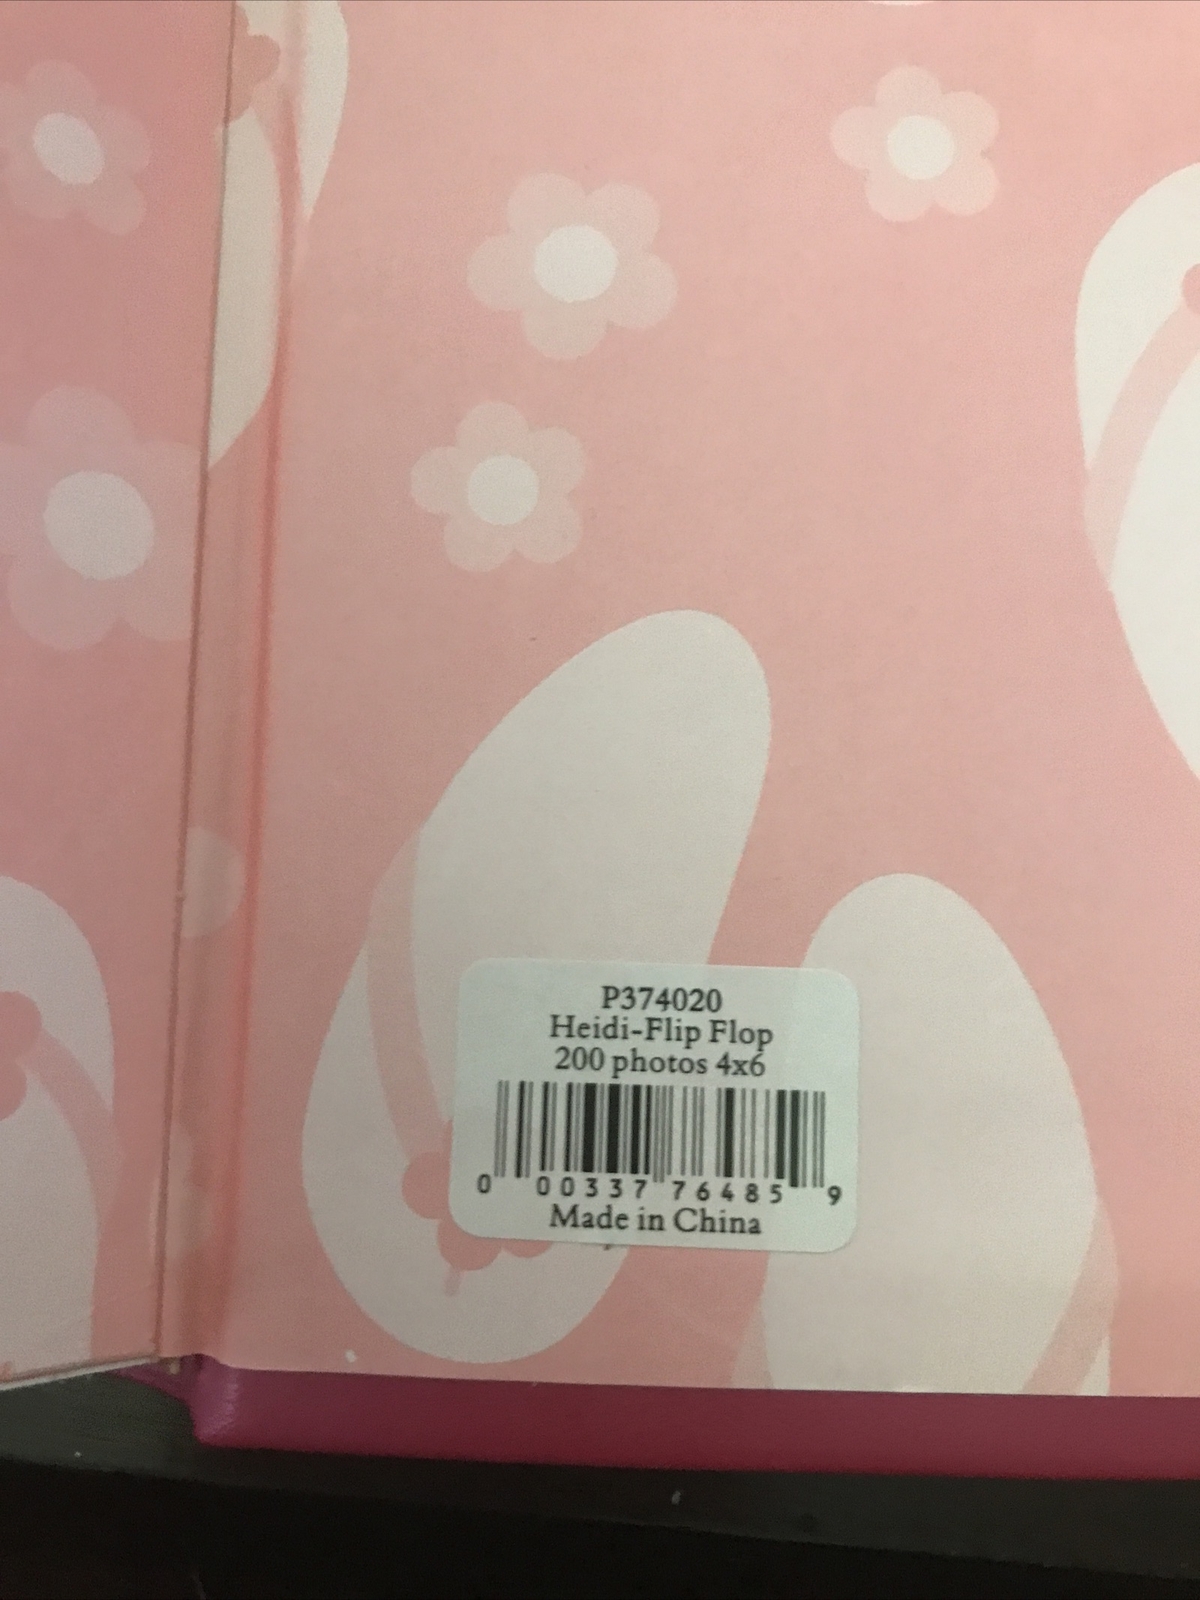 P374020
Heidi-Flip Flop
200 photos 4x6
0 00337 76485 9
Made in China